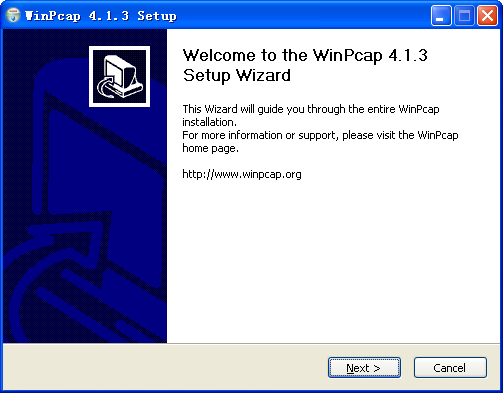 WinPcap 4.1.3 Setup
Welcome to the WinPcap 4.1.3
Setup Wizard
This Wizard will guide you through the entire WinPcap
installation.
For more information or support, please visit the WinPcap
home page.
http://www.winpcap.org
Next >
Cancel